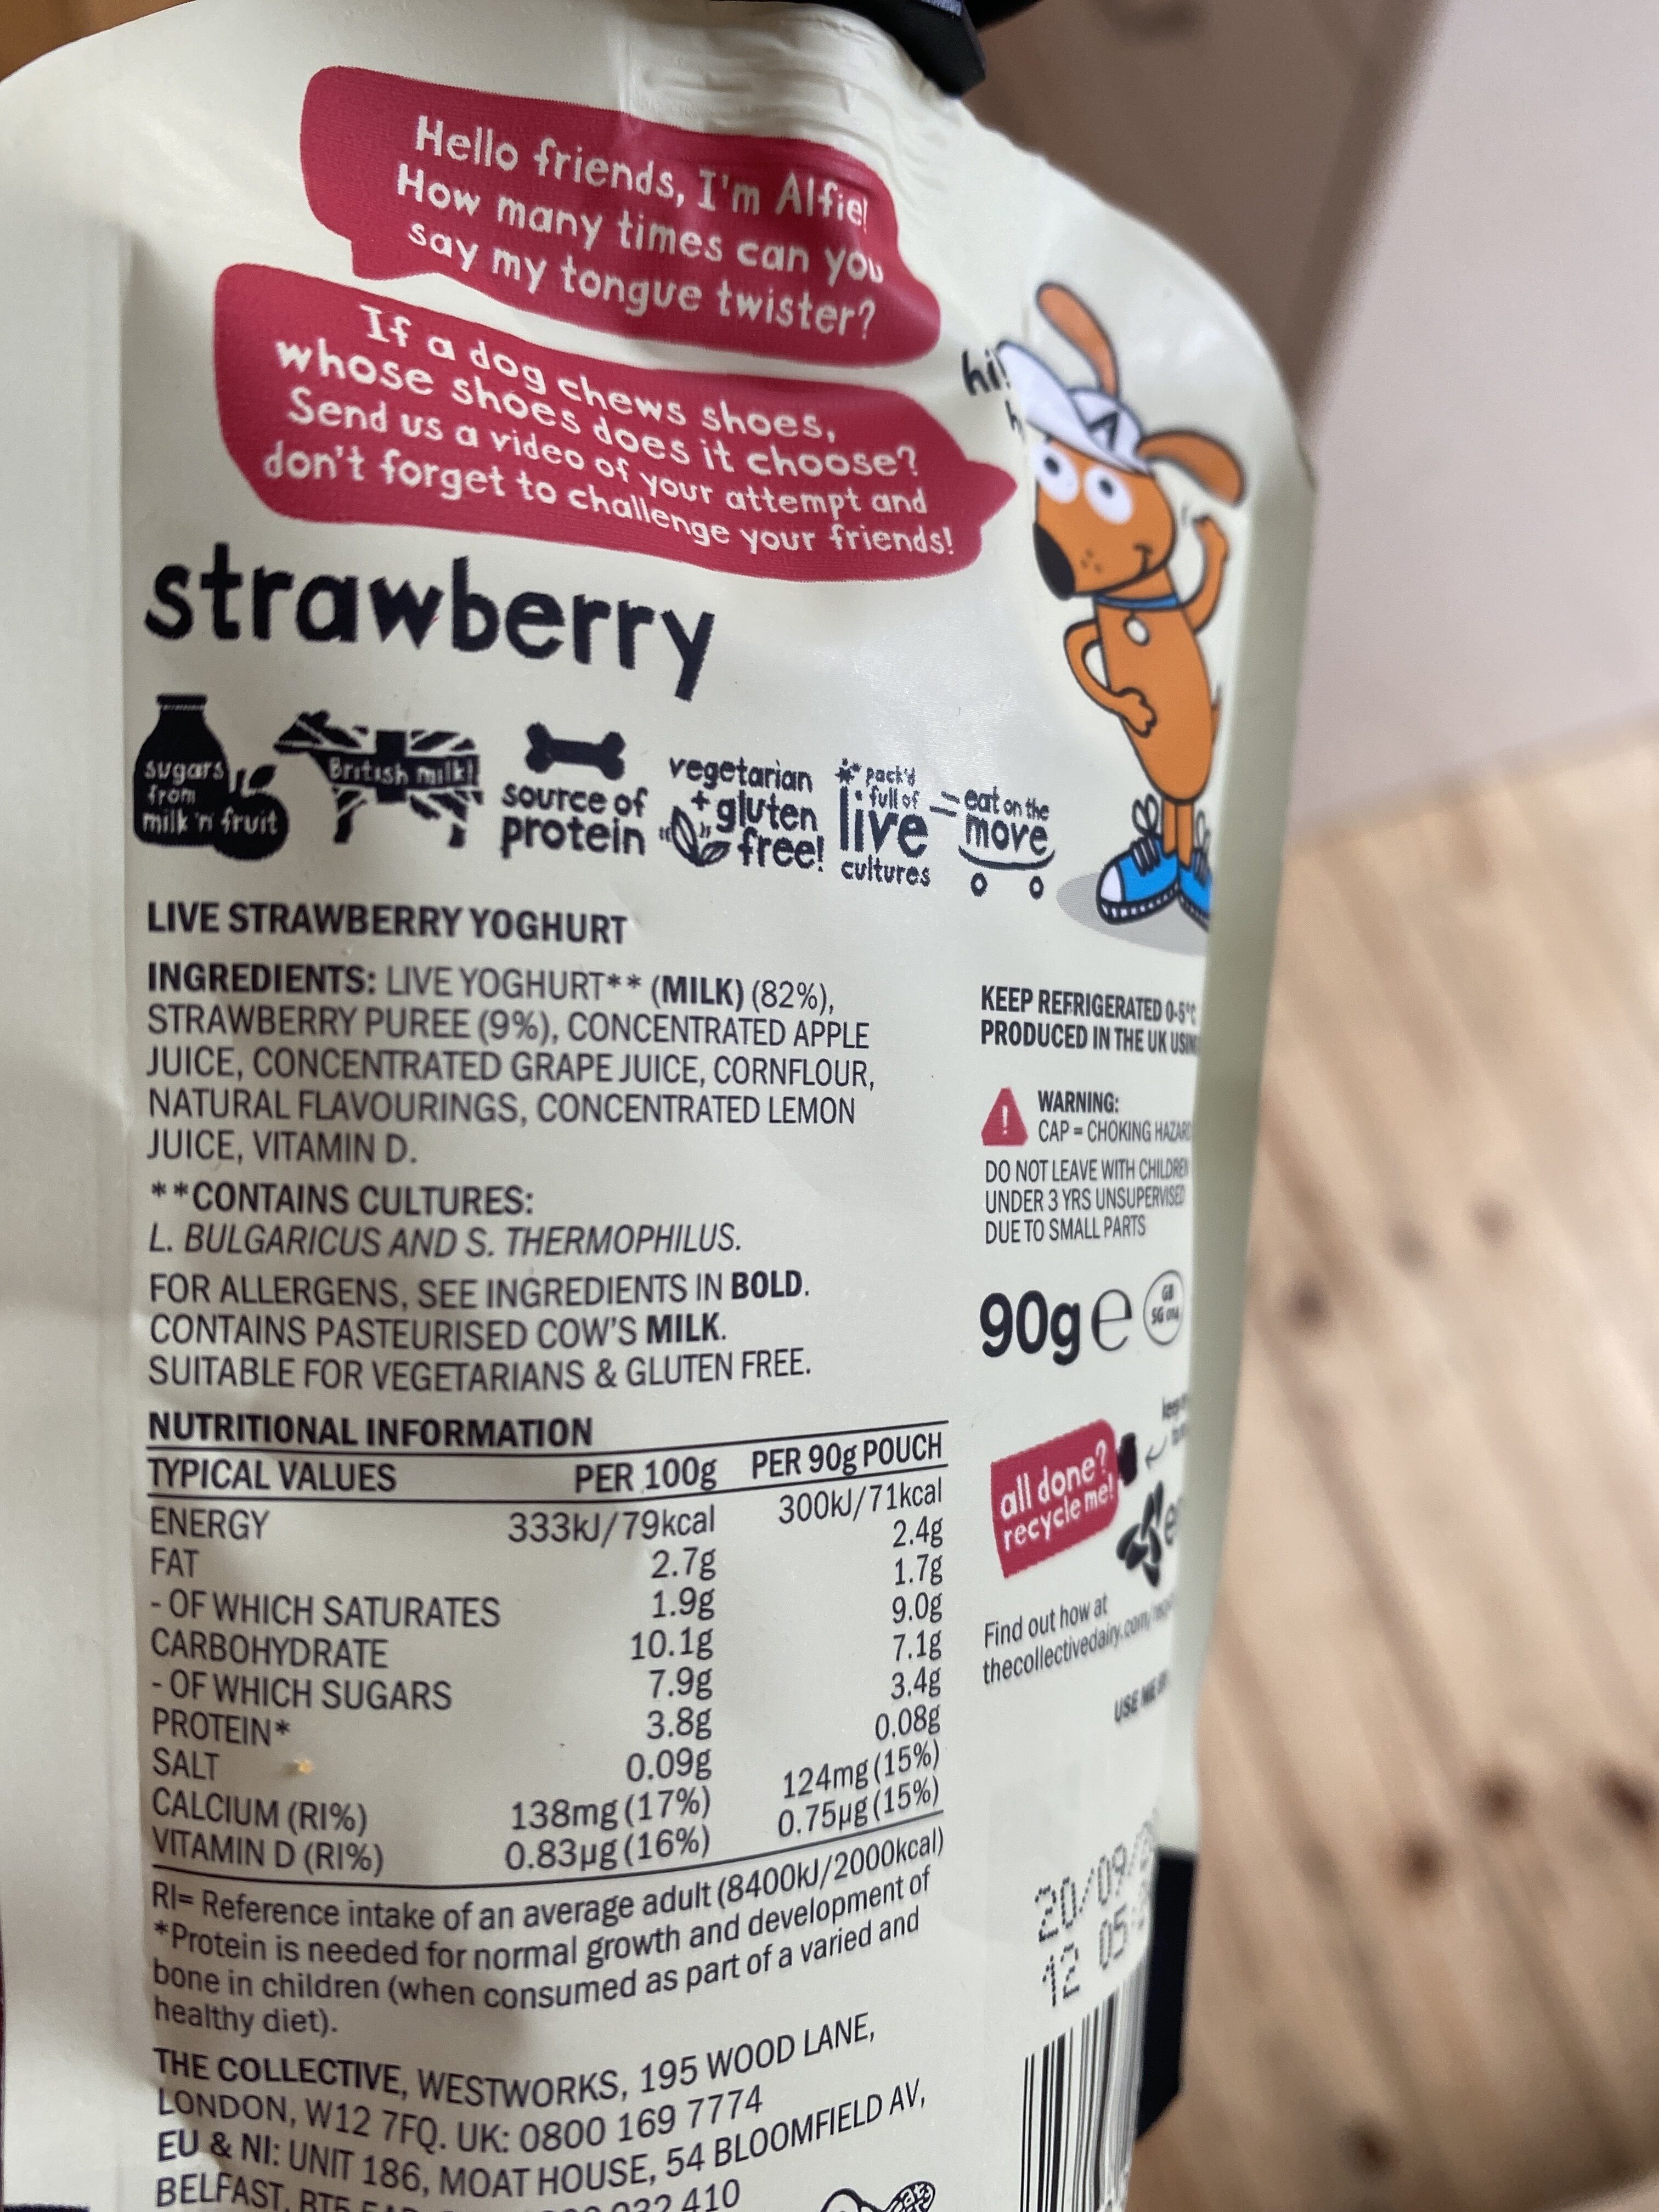 Hello friends, I'm Alfie!
How many times can you
say my tongue twister?
If a dog chews shoes,
whose shoes does it choose?
Send us a video of your attempt and
don't forget to challenge your friends!
hi!
A
strawberry
sugars
from
milk 'n fruit
British milk!
source of
protein
vegetarian
+ gluten
free!
pack'd
full of
live
cultures
eat on the
move
LIVE STRAWBERRY YOGHURT
INGREDIENTS: LIVE YOGHURT** (MILK) (82%),
STRAWBERRY PUREE (9%), CONCENTRATED APPLE
JUICE, CONCENTRATED GRAPE JUICE, CORNFLOUR,
NATURAL FLAVOURINGS, CONCENTRATED LEMON
JUICE, VITAMIN D.
**CONTAINS CULTURES:
L. BULGARICUS AND S. THERMOPHILUS.
FOR ALLERGENS, SEE INGREDIENTS IN BOLD.
CONTAINS PASTEURISED COW'S MILK.
SUITABLE FOR VEGETARIANS & GLUTEN FREE.
NUTRITIONAL INFORMATION
TYPICAL VALUES PER 100g PER 90g POUCH
ENERGY 333kJ/79kcal 300kJ/71kcal
FAT 2.7g 2.4g
- OF WHICH SATURATES 1.9g 1.7g
CARBOHYDRATE 10.1g 9.0g
- OF WHICH SUGARS 7.9g 7.1g
PROTEIN* 3.8g 3.4g
SALT 0.09g 0.08g
CALCIUM (RI%) 138mg (17%) 124mg (15%)
VITAMIN D (RI%) 0.83µg (16%) 0.75µg (15%)
RI= Reference intake of an average adult (8400kJ/2000kcal)
*Protein is needed for normal growth and development of
bone in children (when consumed as part of a varied and
healthy diet).
THE COLLECTIVE, WESTWORKS, 195 WOOD LANE,
LONDON, W12 7FQ. UK: 0800 169 7774
EU & NI: UNIT 186, MOAT HOUSE, 54 BLOOMFIELD AV,
BELFAST, 410
KEEP REFRIGERATED 0-5°C
PRODUCED IN THE UK
WARNING:
CAP = CHOKING HAZARD
DO NOT LEAVE WITH CHILDREN
UNDER 3 YRS UNSUPERVISED
DUE TO SMALL PARTS
90g e
GB
all done?
recycle me!
Find out how at
thecollectivedairy.com/
USE ME
20/09/
12 05